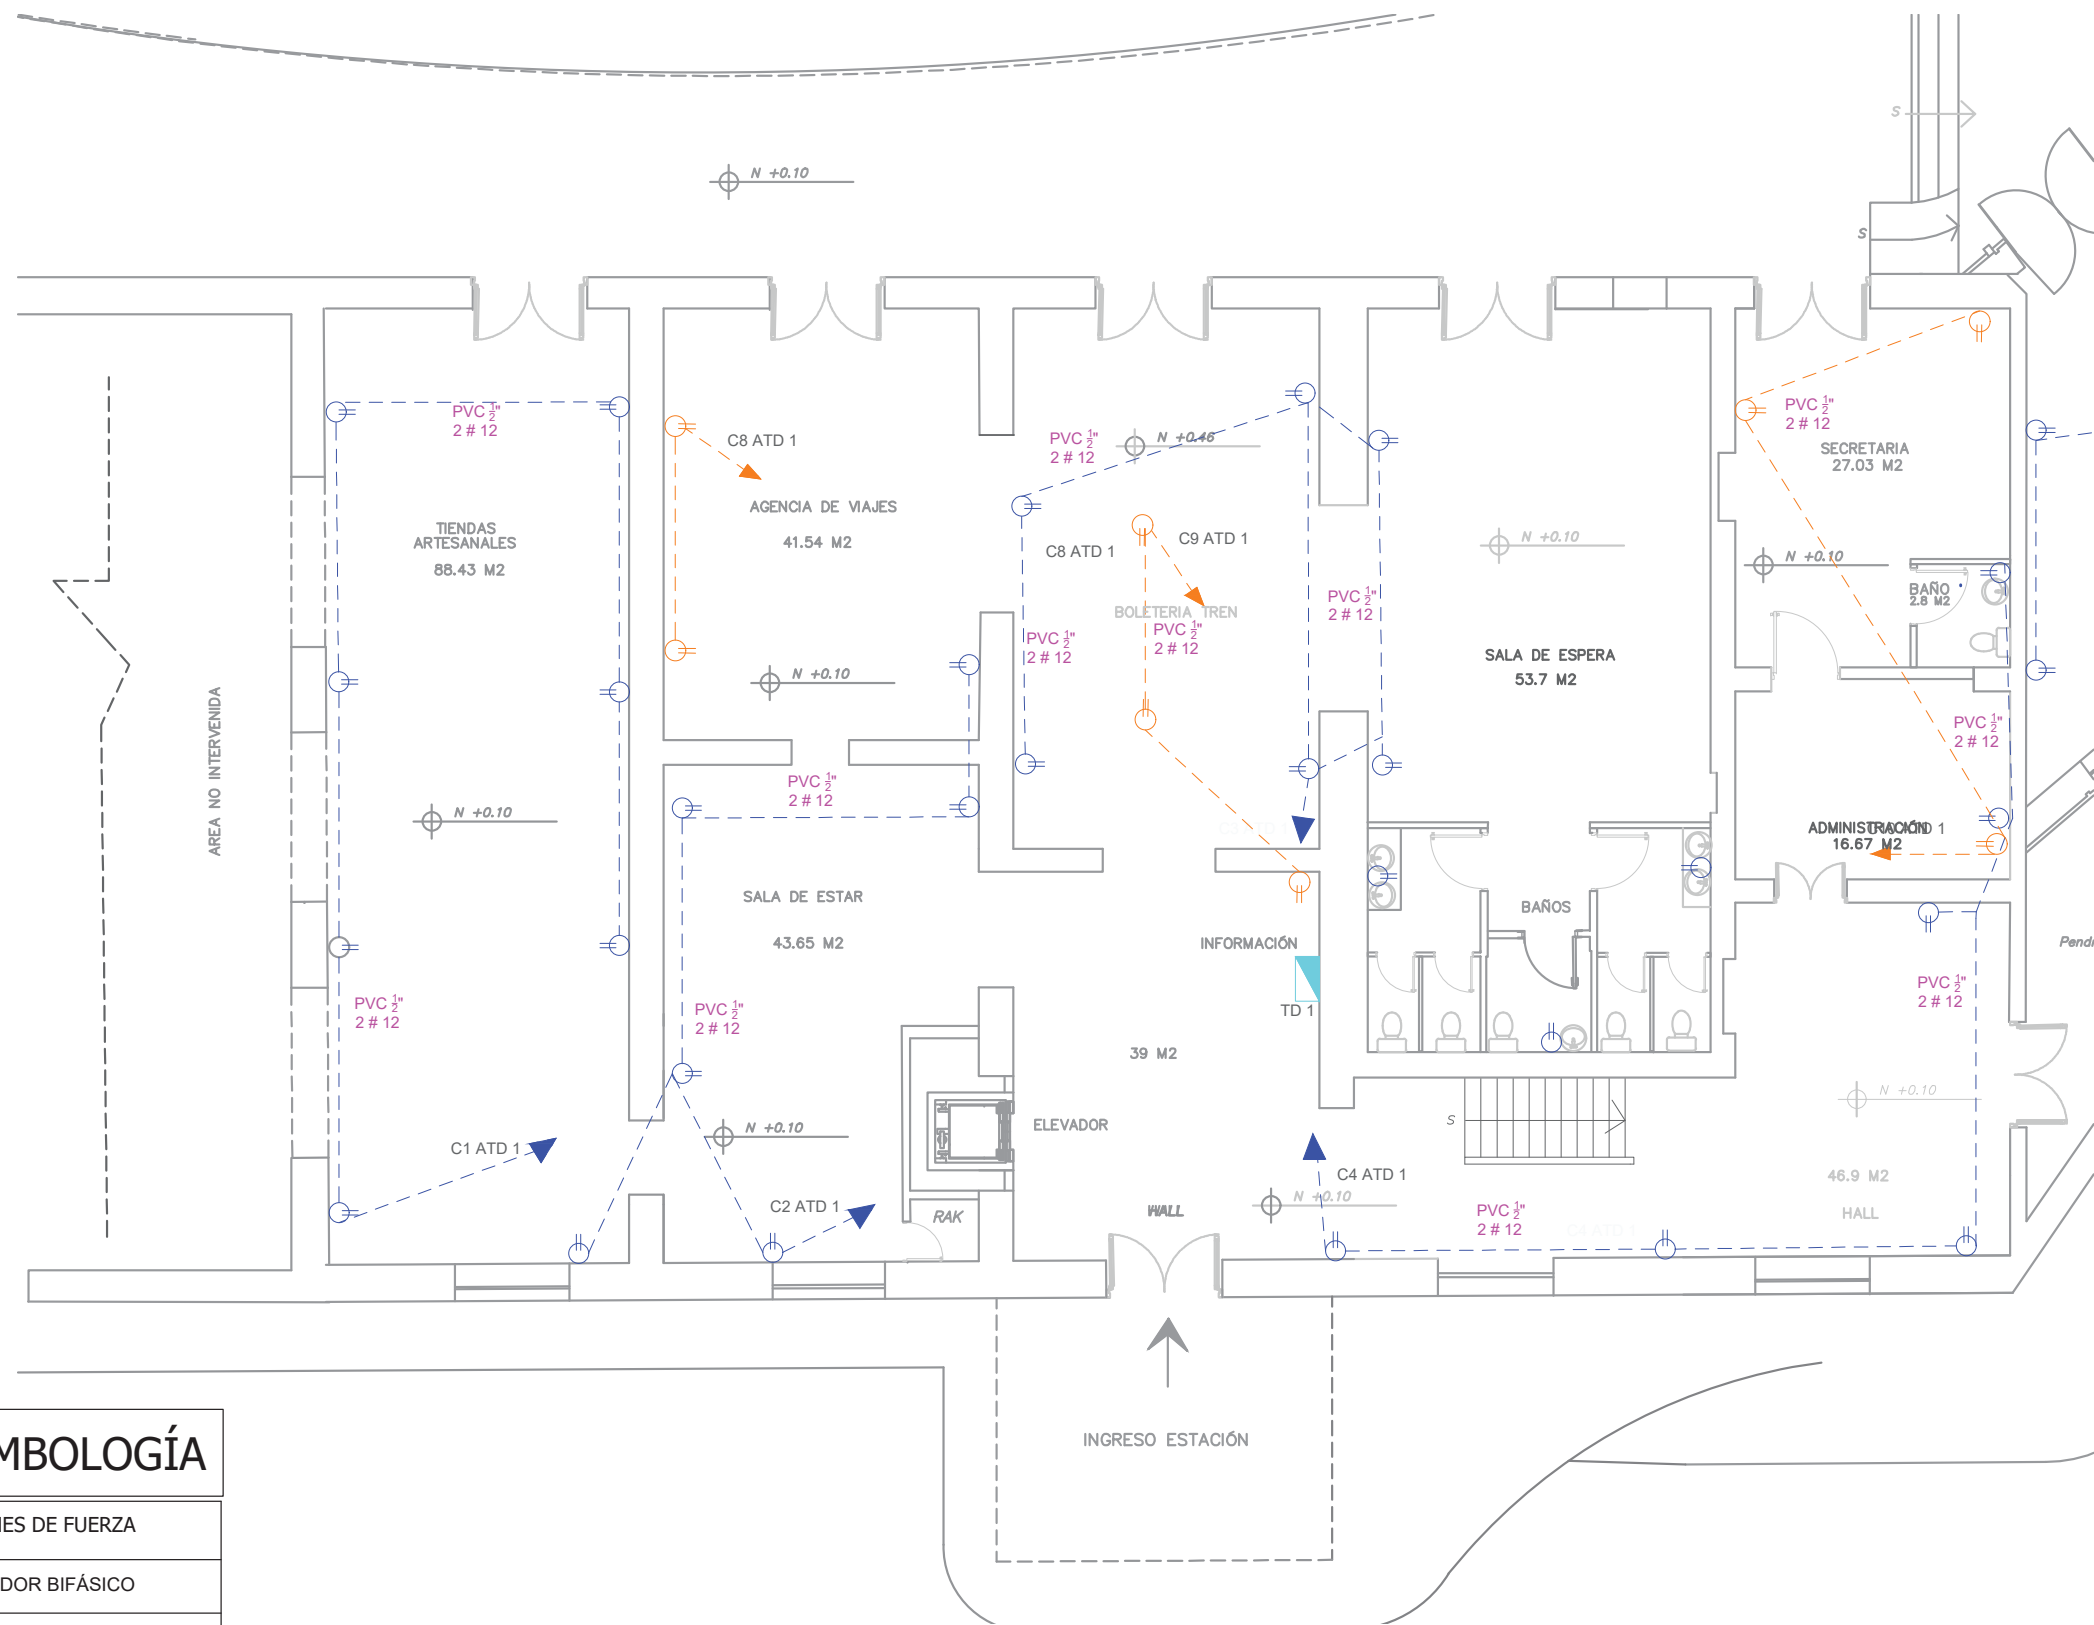 S
N +0.10
S
PVC 1/2"
2 # 12
C8 ATD 1
PVC 1/2"
2 # 12
N +0.46
PVC 1/2"
2 # 12
SECRETARIA
27.03 M2
AGENCIA DE VIAJES
41.54 M2
TIENDAS
ARTESANALES
88.43 M2
C8 ATD 1
C9 ATD 1
N +0.10
N +0.10
BAÑO
2.8 M2
PVC 1/2"
2 # 12
BOLETERIA TREN
PVC 1/2"
2 # 12
PVC 1/2"
2 # 12
SALA DE ESPERA
53.7 M2
N +0.10
AREA NO INTERVENIDA
PVC 1/2"
2 # 12
PVC 1/2"
2 # 12
N +0.10
ADMINISTRACIÓN
16.67 M2
SALA DE ESTAR
43.65 M2
BAÑOS
INFORMACIÓN
TD 1
PVC 1/2"
2 # 12
PVC 1/2"
2 # 12
PVC 1/2"
2 # 12
39 M2
N +0.10
ELEVADOR
N +0.10
S
C1 ATD 1
C2 ATD 1
C4 ATD 1
46.9 M2
HALL
N +0.10
RAK
HALL
PVC 1/2"
2 # 12
INGRESO ESTACIÓN
MBOLOGÍA
ES DE FUERZA
DOR BIFÁSICO